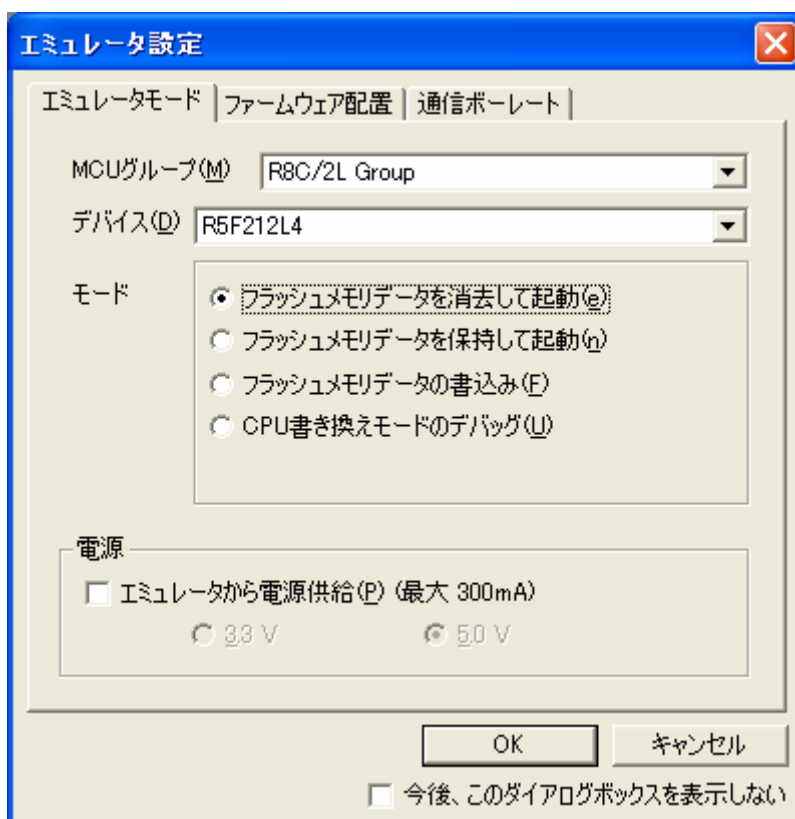 エミュレータ設定
エミュレータモード ファームウェア配置 通信ボーレート
MCUグループ(M) R8C/2L Group
デバイス(D) R5F212L4
モード
フラッシュメモリデータを消去して起動(e)
フラッシュメモリデータを保持して起動(n)
フラッシュメモリデータの書込み(F)
CPU書き換えモードのデバッグ(U)
電源
エミュレータから電源供給(P) (最大 300mA)
3.3 V 5.0 V
OK キャンセル
今後、このダイアログボックスを表示しない